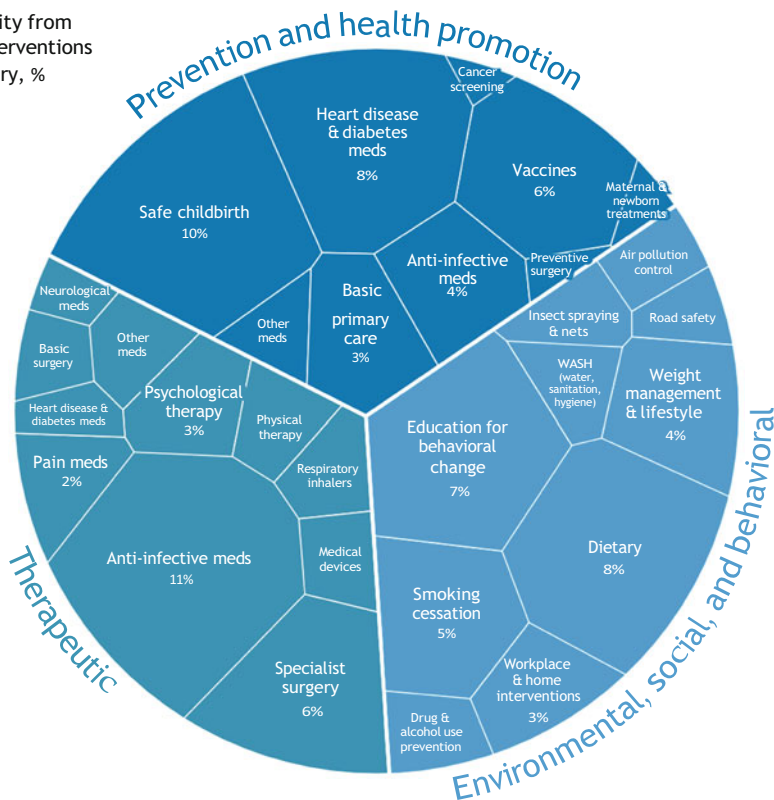 ity from
erventions
ry, %
Prevention and health promotion
Cancer
screening
Heart disease
& diabetes
meds
8%
Vaccines
6%
Maternal &
newborn
treatments
Safe childbirth
10%
Anti-infective
meds
4%
Preventive
surgery
Basic
primary
care
3%
Other
meds
Air pollution
control
Insect spraying
& nets
Road safety
WASH
(water,
sanitation,
hygiene)
Weight
management
& lifestyle
4%
Education for
behavioral
change
7%
Dietary
8%
Smoking
cessation
5%
Workplace
& home
interventions
3%
Drug &
alcohol use
prevention
Environmental, social, and behavioral
Neurological
meds
Other
meds
Basic
surgery
Psychological
therapy
3%
Heart disease &
diabetes meds
Physical
therapy
Pain meds
2%
Respiratory
inhalers
Anti-infective meds
11%
Medical
devices
Specialist
surgery
6%
Therapeutic